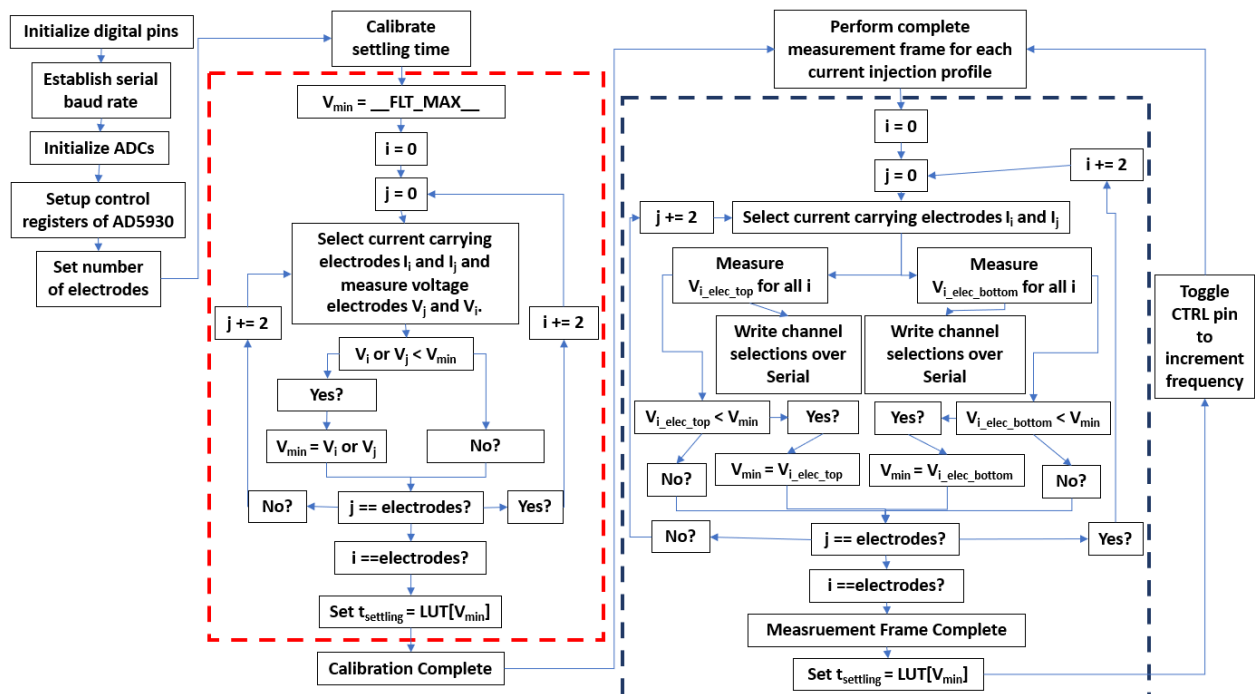 Initialize digital pins
Establish serial
baud rate
Initialize ADCs
Setup control
registers of AD5930
Set number
of electrodes
Calibrate
settling time
Vmin = __FLT_MAX__
i = 0
j = 0
Select current carrying
electrodes Ii and Ij and
measure voltage
electrodes Vj and Vi.
j += 2
i += 2
Vi or Vj < Vmin
Yes?
Vmin = Vi or Vj
No?
No?
j == electrodes?
Yes?
i ==electrodes?
Set tsettling = LUT[Vmin]
Calibration Complete
Perform complete
measurement frame for each
current injection profile
i = 0
j = 0
i += 2
j += 2
Select current carrying electrodes Ii and Ij
Measure
Vi_elec_top for all i
Measure
Vi_elec_bottom for all i
Write channel
selections over
Serial
Write channel
selections over
Serial
Vi_elec_top < Vmin
Yes?
Yes?
Vi_elec_bottom < Vmin
No?
Vmin = Vi_elec_top
Vmin = Vi_elec_bottom
No?
No?
j == electrodes?
Yes?
i ==electrodes?
Measruement Frame Complete
Set tsettling = LUT[Vmin]
Toggle
CTRL pin
to
increment
frequency